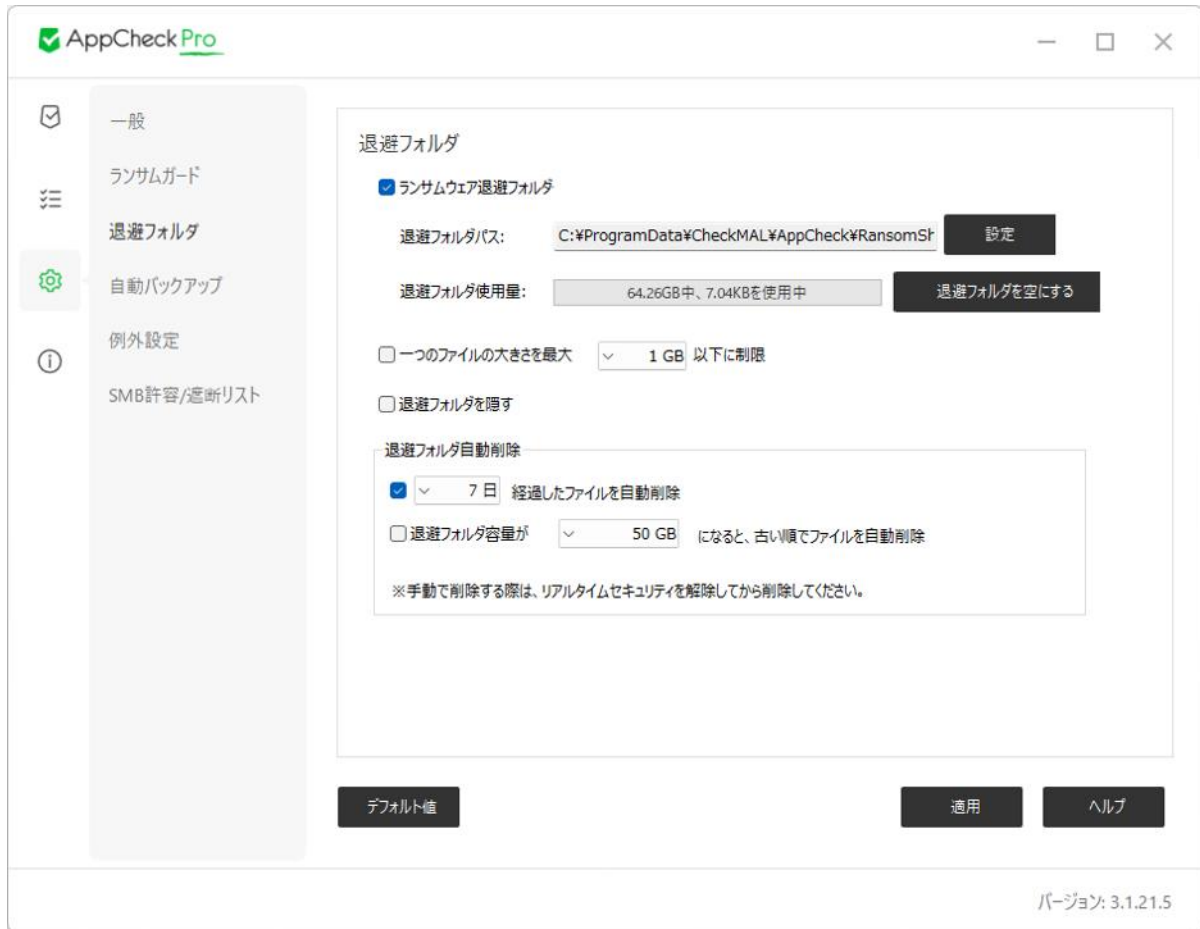 AppCheck Pro
一般
ランサムガード
退避フォルダ
自動バックアップ
例外設定
SMB許容/遮断リスト
退避フォルダ
ランサムウェア退避フォルダ
退避フォルダパス: C:¥ProgramData¥CheckMAL¥AppCheck¥RansomSh 設定
退避フォルダ使用量: 64.26GB中、7.04KBを使用中 退避フォルダを空にする
一つのファイルの大きさを最大 1 GB 以下に制限
退避フォルダを隠す
退避フォルダ自動削除
7 日 経過したファイルを自動削除
退避フォルダ容量が 50 GB になると、古い順でファイルを自動削除
※手動で削除する際は、リアルタイムセキュリティを解除してから削除してください。
デフォルト値 適用 ヘルプ
バージョン: 3.1.21.5